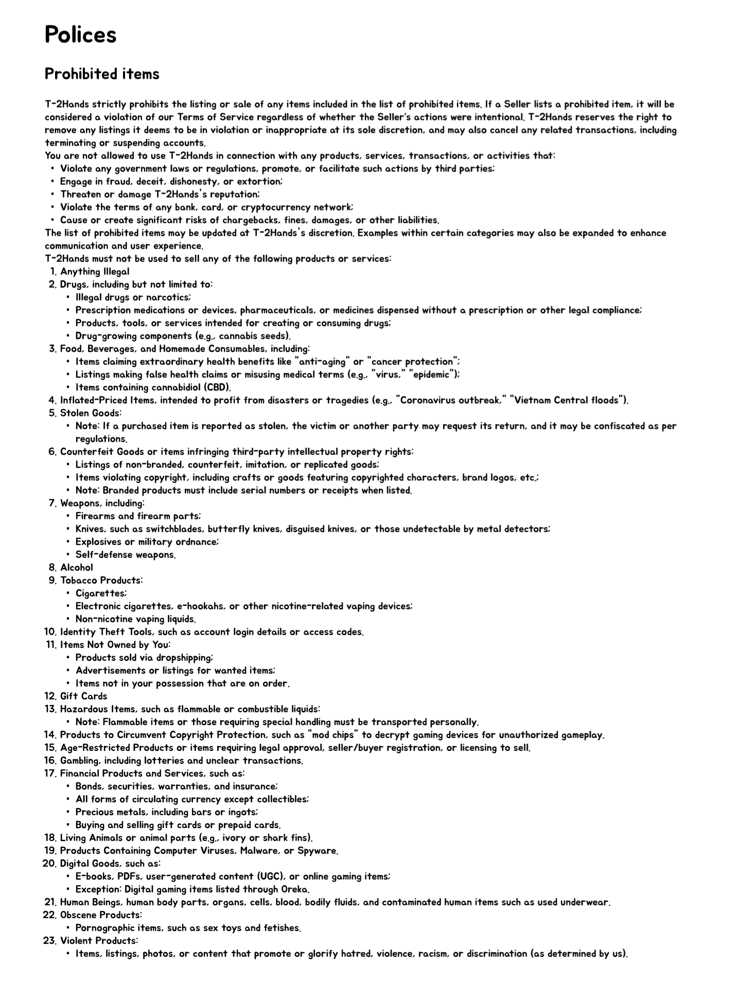 Polices
Prohibited items
T-2Hands strictly prohibits the listing or sale of any items included in the list of prohibited items. If a Seller lists a prohibited item, it will be
considered a violation of our Terms of Service regardless of whether the Seller's actions were intentional. T-2Hands reserves the right to
remove any listings it deems to be in violation or inappropriate at its sole discretion, and may also cancel any related transactions, including
terminating or suspending accounts.
You are not allowed to use T-2Hands in connection with any products, services, transactions, or activities that:
• Violate any government laws or regulations, promote, or facilitate such actions by third parties;
• Engage in fraud, deceit, dishonesty, or extortion;
• Threaten or damage T-2Hands's reputation;
• Violate the terms of any bank, card, or cryptocurrency network;
• Cause or create significant risks of chargebacks, fines, damages, or other liabilities.
The list of prohibited items may be updated at T-2Hands's discretion. Examples within certain categories may also be expanded to enhance
communication and user experience.
T-2Hands must not be used to sell any of the following products or services:
1. Anything Illegal
2. Drugs, including but not limited to:
• Illegal drugs or narcotics;
• Prescription medications or devices, pharmaceuticals, or medicines dispensed without a prescription or other legal compliance;
• Products, tools, or services intended for creating or consuming drugs;
• Drug-growing components (e.g., cannabis seeds).
3. Food, Beverages, and Homemade Consumables, including:
• Items claiming extraordinary health benefits like "anti-aging" or "cancer protection";
• Listings making false health claims or misusing medical terms (e.g., "virus," "epidemic");
• Items containing cannabidiol (CBD).
4. Inflated-Priced Items, intended to profit from disasters or tragedies (e.g., "Coronavirus outbreak," "Vietnam Central floods").
5. Stolen Goods:
• Note: If a purchased item is reported as stolen, the victim or another party may request its return, and it may be confiscated as per
regulations.
6. Counterfeit Goods or items infringing third-party intellectual property rights:
• Listings of non-branded, counterfeit, imitation, or replicated goods;
• Items violating copyright, including crafts or goods featuring copyrighted characters, brand logos, etc.;
• Note: Branded products must include serial numbers or receipts when listed.
7. Weapons, including:
• Firearms and firearm parts;
• Knives, such as switchblades, butterfly knives, disguised knives, or those undetectable by metal detectors;
• Explosives or military ordnance;
• Self-defense weapons.
8. Alcohol
9. Tobacco Products:
• Cigarettes;
• Electronic cigarettes, e-hookahs, or other nicotine-related vaping devices;
• Non-nicotine vaping liquids.
10. Identity Theft Tools, such as account login details or access codes.
11. Items Not Owned by You:
• Products sold via dropshipping;
• Advertisements or listings for wanted items;
• Items not in your possession that are on order.
12. Gift Cards
13. Hazardous Items, such as flammable or combustible liquids:
• Note: Flammable items or those requiring special handling must be transported personally.
14. Products to Circumvent Copyright Protection, such as "mod chips" to decrypt gaming devices for unauthorized gameplay.
15. Age-Restricted Products or items requiring legal approval, seller/buyer registration, or licensing to sell.
16. Gambling, including lotteries and unclear transactions.
17. Financial Products and Services, such as:
• Bonds, securities, warranties, and insurance;
• All forms of circulating currency except collectibles;
• Precious metals, including bars or ingots;
• Buying and selling gift cards or prepaid cards.
18. Living Animals or animal parts (e.g., ivory or shark fins).
19. Products Containing Computer Viruses, Malware, or Spyware.
20. Digital Goods, such as:
• E-books, PDFs, user-generated content (UGC), or online gaming items;
• Exception: Digital gaming items listed through Oreka.
21. Human Beings, human body parts, organs, cells, blood, bodily fluids, and contaminated human items such as used underwear.
22. Obscene Products:
• Pornographic items, such as sex toys and fetishes.
23. Violent Products:
• Items, listings, photos, or content that promote or glorify hatred, violence, racism, or discrimination (as determined by us).